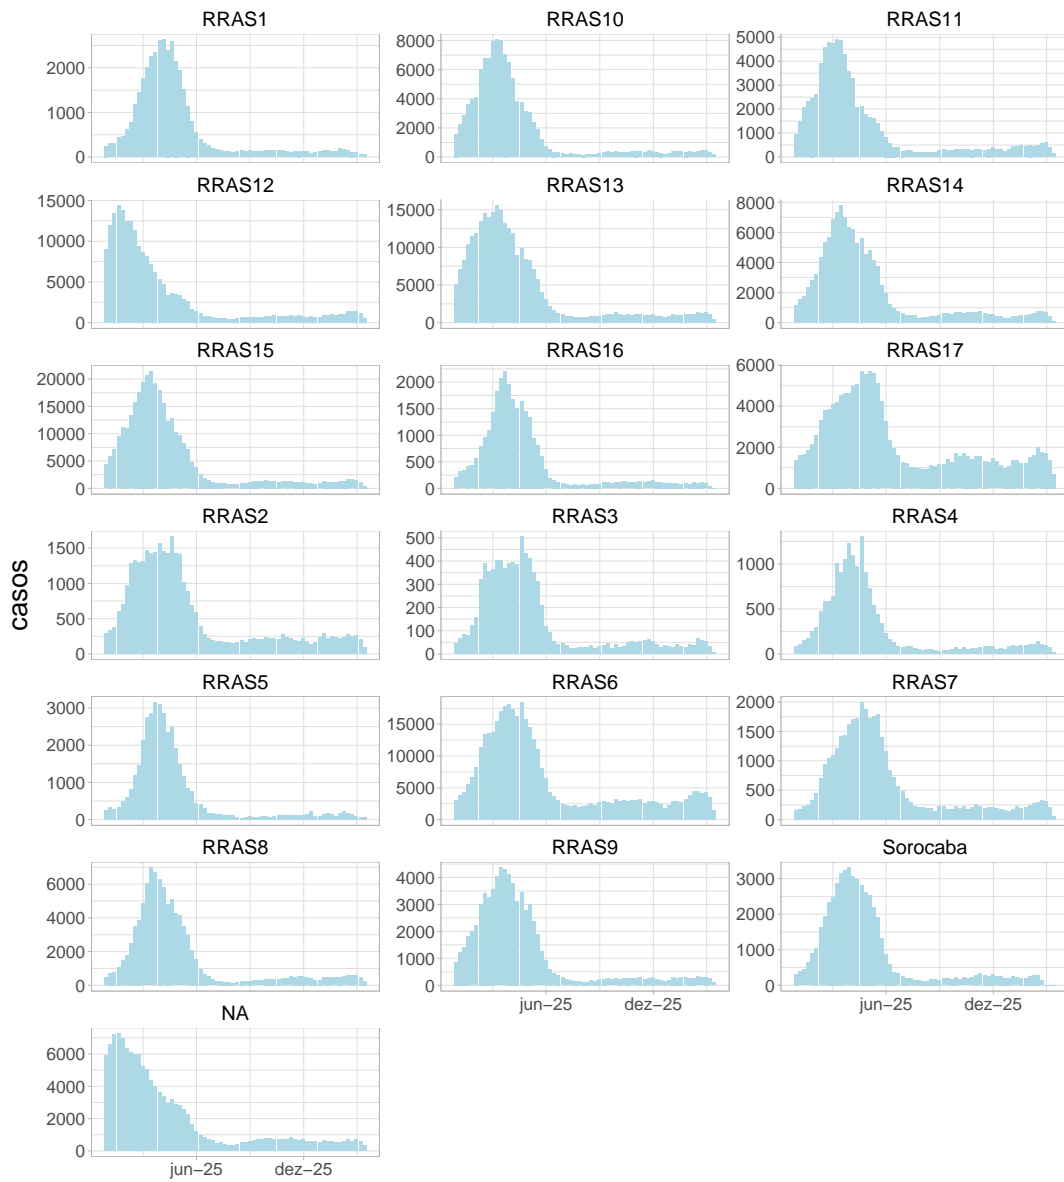 RRAS1 RRAS10 RRAS11
2000 1000 0
8000 6000 4000 2000 0
5000 4000 3000 2000 1000 0
RRAS12 RRAS13 RRAS14
15000 10000 5000 0
15000 10000 5000 0
8000 6000 4000 2000 0
RRAS15 RRAS16 RRAS17
20000 15000 10000 5000 0
2000 1500 1000 500 0
6000 4000 2000 0
casos
RRAS2 RRAS3 RRAS4
1500 1000 500 0
500 400 300 200 100 0
1000 500 0
RRAS5 RRAS6 RRAS7
3000 2000 1000 0
15000 10000 5000 0
2000 1500 1000 500 0
RRAS8 RRAS9 Sorocaba
6000 4000 2000 0
4000 3000 2000 1000 0
3000 2000 1000 0
jun−25 dez−25 jun−25 dez−25
NA
6000 4000 2000 0
jun−25 dez−25